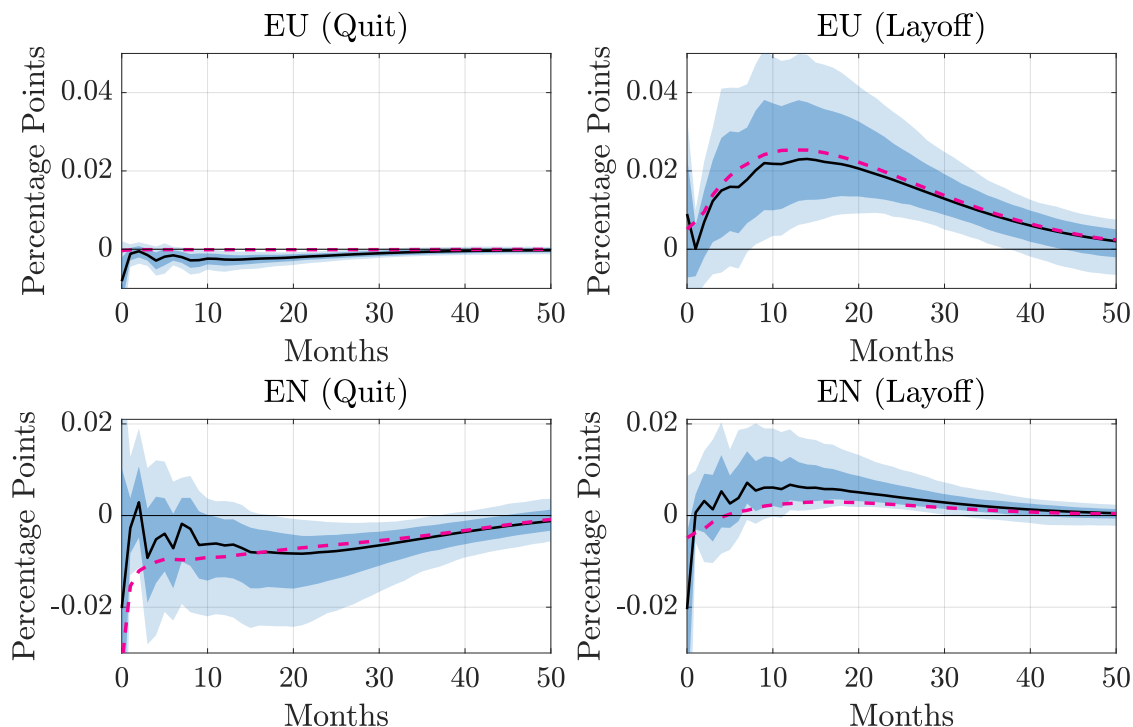 EU (Quit)
EU (Layoff)
Percentage Points
0.04
0.02
0
0 10 20 30 40 50
Months
Percentage Points
0.04
0.02
0
0 10 20 30 40 50
Months
EN (Quit)
EN (Layoff)
Percentage Points
0.02
0
-0.02
0 10 20 30 40 50
Months
Percentage Points
0.02
0
-0.02
0 10 20 30 40 50
Months